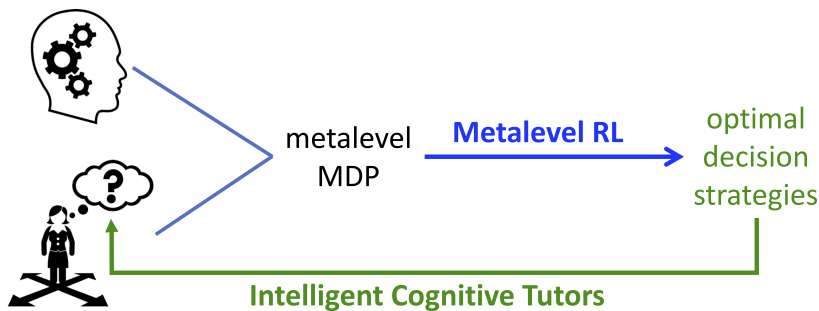 metalevel
MDP
Metalevel RL
optimal
decision
strategies
?
Intelligent Cognitive Tutors